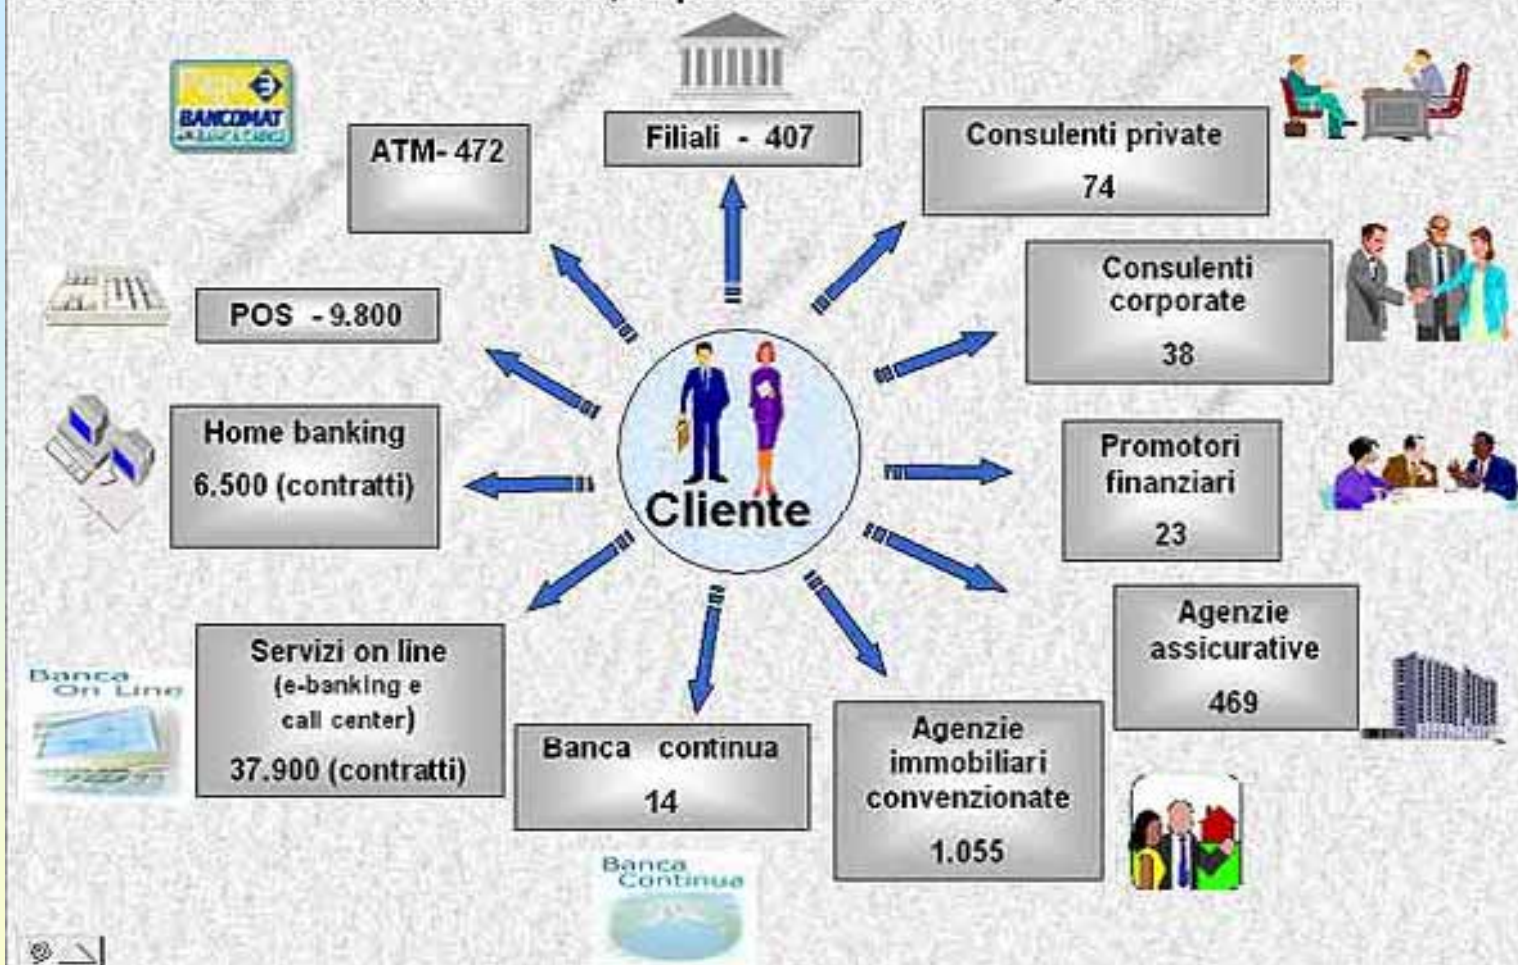 BANCOMAT
BANCA CARIGE
ATM- 472
Filiali - 407
Consulenti private
74
Consulenti
corporate
38
POS - 9.800
Home banking
6.500 (contratti)
Promotori
finanziari
23
Cliente
Agenzie
assicurative
469
Servizi on line
(e-banking e
call center)
37.900 (contratti)
Banca
On Line
Banca continua
14
Agenzie
immobiliari
convenzionate
1.055
Banca
Continua